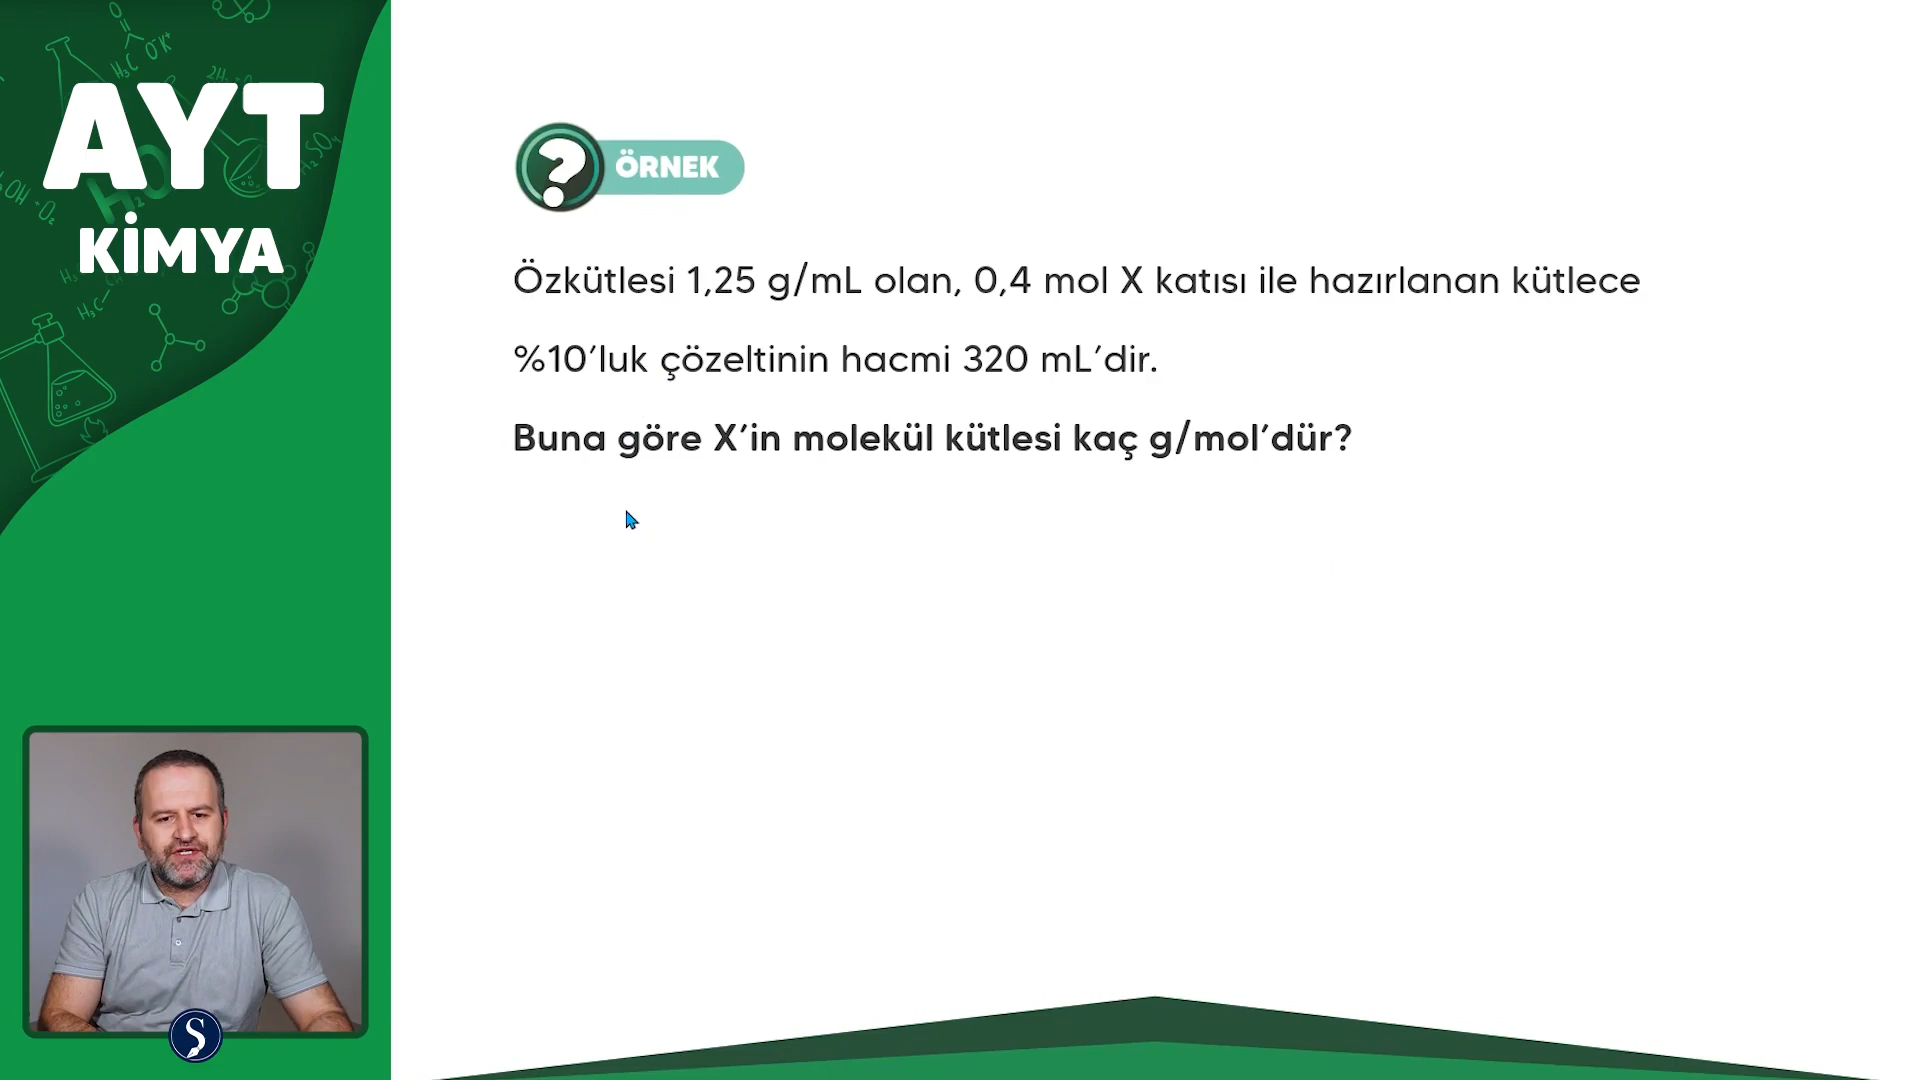 AYT
KİMYA
ÖRNEK
Özkütlesi 1,25 g/mL olan, 0,4 mol X katısı ile hazırlanan kütlece
%10′luk çözeltinin hacmi 320 mL′dir.
Buna göre X′in molekül kütlesi kaç g/mol′dür?